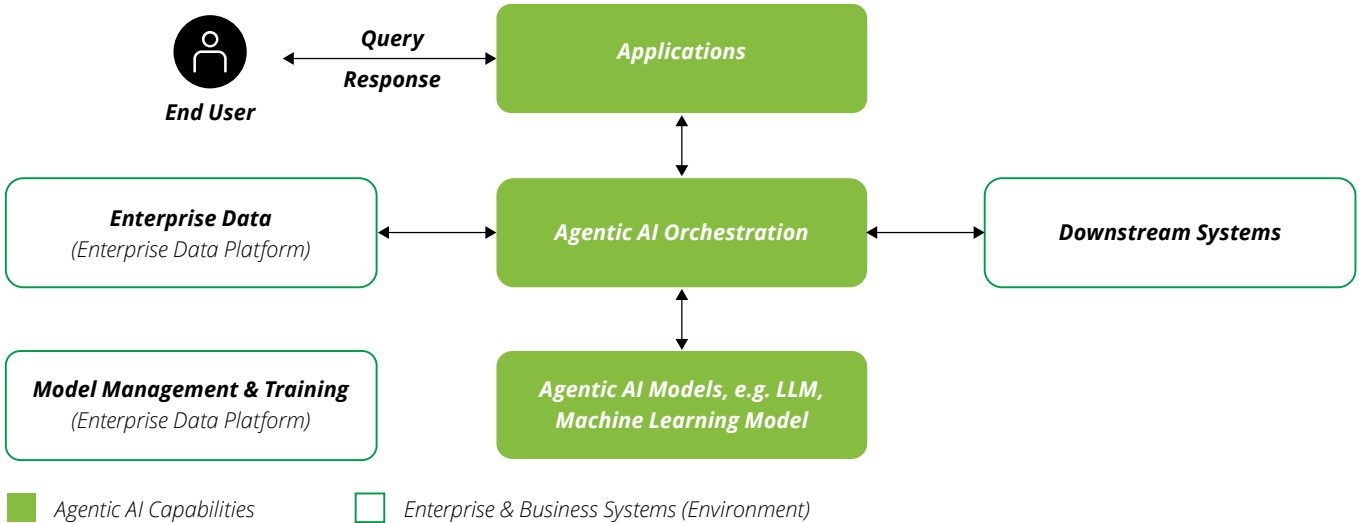 Query
Response
End User
Applications
Enterprise Data
(Enterprise Data Platform)
Agentic AI Orchestration
Downstream Systems
Model Management & Training
(Enterprise Data Platform)
Agentic AI Models, e.g. LLM,
Machine Learning Model
Agentic AI Capabilities
Enterprise & Business Systems (Environment)